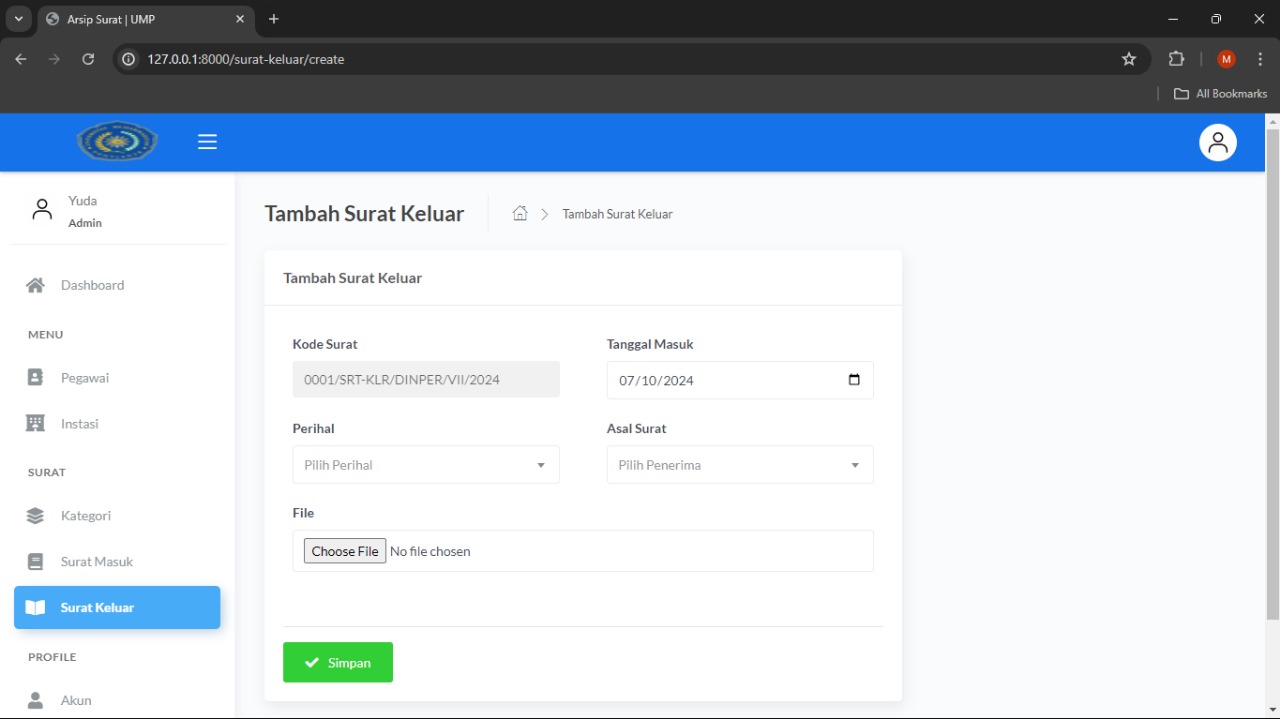 Arsip Surat | UMP
127.0.0.1:8000/surat-keluar/create
M
All Bookmarks
Yuda
Admin
Dashboard
MENU
Pegawai
Instasi
SURAT
Kategori
Surat Masuk
Surat Keluar
PROFILE
Akun
Tambah Surat Keluar
Tambah Surat Keluar
Tambah Surat Keluar
Kode Surat
Tanggal Masuk
0001/SRT-KLR/DINPER/VII/2024
07/10/2024
Perihal
Asal Surat
Pilih Perihal
Pilih Penerima
File
Choose File No file chosen
Simpan